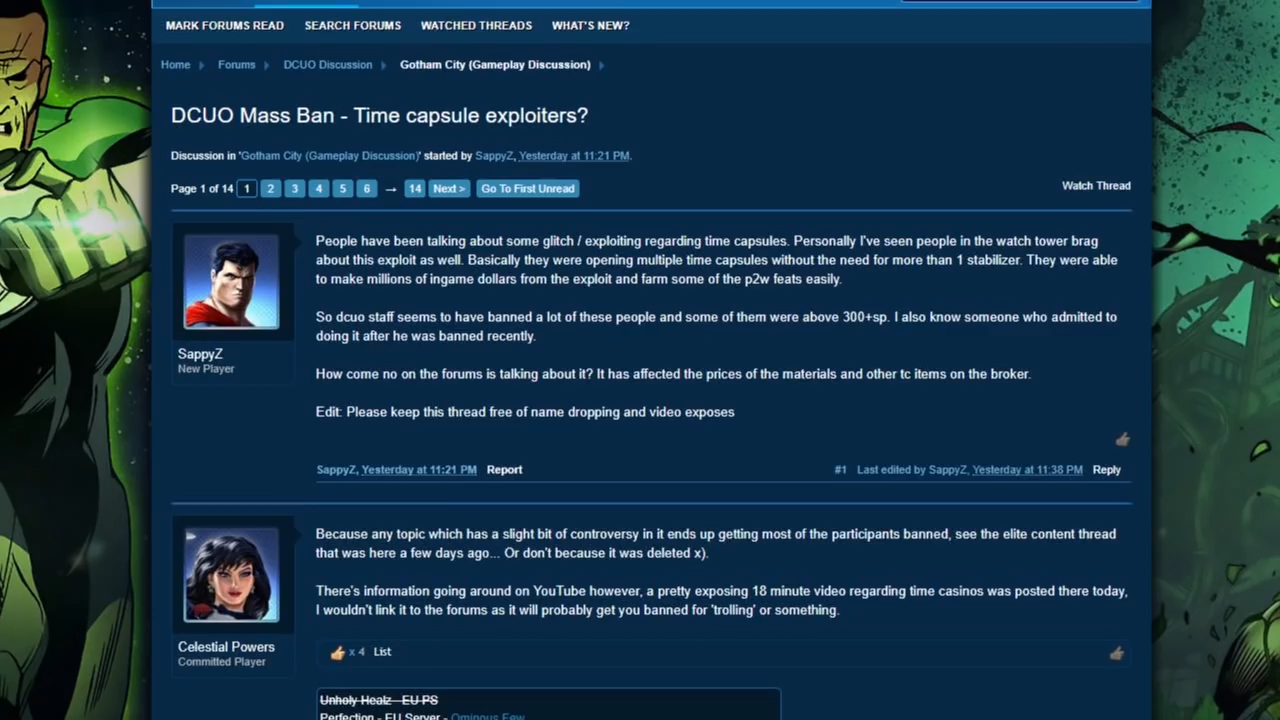 MARK FORUMS READ SEARCH FORUMS WATCHED THREADS WHAT'S NEW?
Home Forums DCUO Discussion Gotham City (Gameplay Discussion)
DCUO Mass Ban - Time capsule exploiters?
Discussion in 'Gotham City (Gameplay Discussion)' started by SappyZ, Yesterday at 11:21 PM.
Page 1 of 14 1 2 3 4 5 6 → 14 Next > Go To First Unread
Watch Thread
People have been talking about some glitch / exploiting regarding time capsules. Personally I've seen people in the watch tower brag
about this exploit as well. Basically they were opening multiple time capsules without the need for more than 1 stabilizer. They were able
to make millions of ingame dollars from the exploit and farm some of the p2w feats easily.
So dcuo staff seems to have banned a lot of these people and some of them were above 300+sp. I also know someone who admitted to
doing it after he was banned recently.
SappyZ
New Player
How come no on the forums is talking about it? It has affected the prices of the materials and other tc items on the broker.
Edit: Please keep this thread free of name dropping and video exposes
SappyZ, Yesterday at 11:21 PM Report
#1 Last edited by SappyZ, Yesterday at 11:38 PM Reply
Because any topic which has a slight bit of controversy in it ends up getting most of the participants banned, see the elite content thread
that was here a few days ago... Or don't because it was deleted x).
There's information going around on YouTube however, a pretty exposing 18 minute video regarding time casinos was posted there today,
I wouldn't link it to the forums as it will probably get you banned for 'trolling' or something.
Celestial Powers
Committed Player
x 4 List
Unholy Healz - EU PS
Perfection - EU Server - Ominous Few